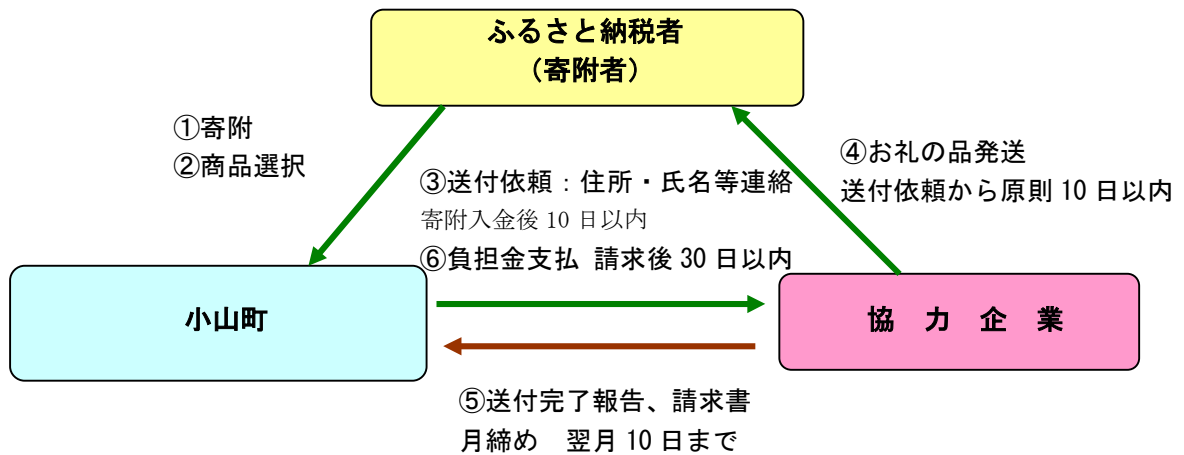 ふるさと納税者
（寄附者）
①寄附
②商品選択
③送付依頼：住所・氏名等連絡
寄附入金後 10 日以内
⑥負担金支払 請求後 30 日以内
④お礼の品発送
送付依頼から原則 10 日以内
小山町
協　力　企　業
⑤送付完了報告、請求書
月締め　翌月 10 日まで